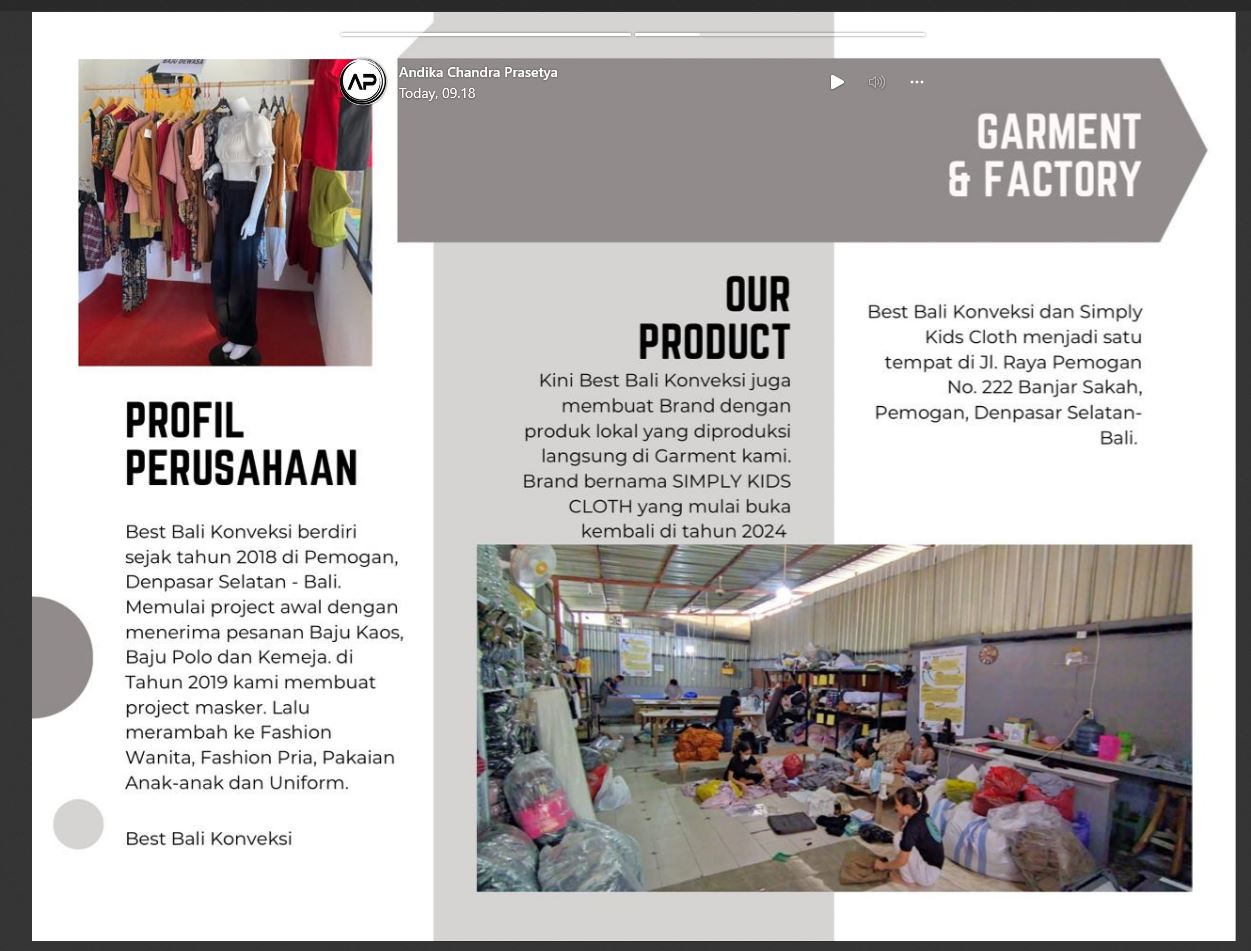 BAJU DEWASA
AP
Andika Chandra Prasetya
Today, 09.18
GARMENT
& FACTORY
PROFIL
PERUSAHAAN
Best Bali Konveksi berdiri
sejak tahun 2018 di Pemogan,
Denpasar Selatan - Bali.
Memulai project awal dengan
menerima pesanan Baju Kaos,
Baju Polo dan Kemeja. di
Tahun 2019 kami membuat
project masker. Lalu
merambah ke Fashion
Wanita, Fashion Pria, Pakaian
Anak-anak dan Uniform.
Best Bali Konveksi
OUR
PRODUCT
Kini Best Bali Konveksi juga
membuat Brand dengan
produk lokal yang diproduksi
langsung di Garment kami.
Brand bernama SIMPLY KIDS
CLOTH yang mulai buka
kembali di tahun 2024
Best Bali Konveksi dan Simply
Kids Cloth menjadi satu
tempat di Jl. Raya Pemogan
No. 222 Banjar Sakah,
Pemogan, Denpasar Selatan-
Bali.